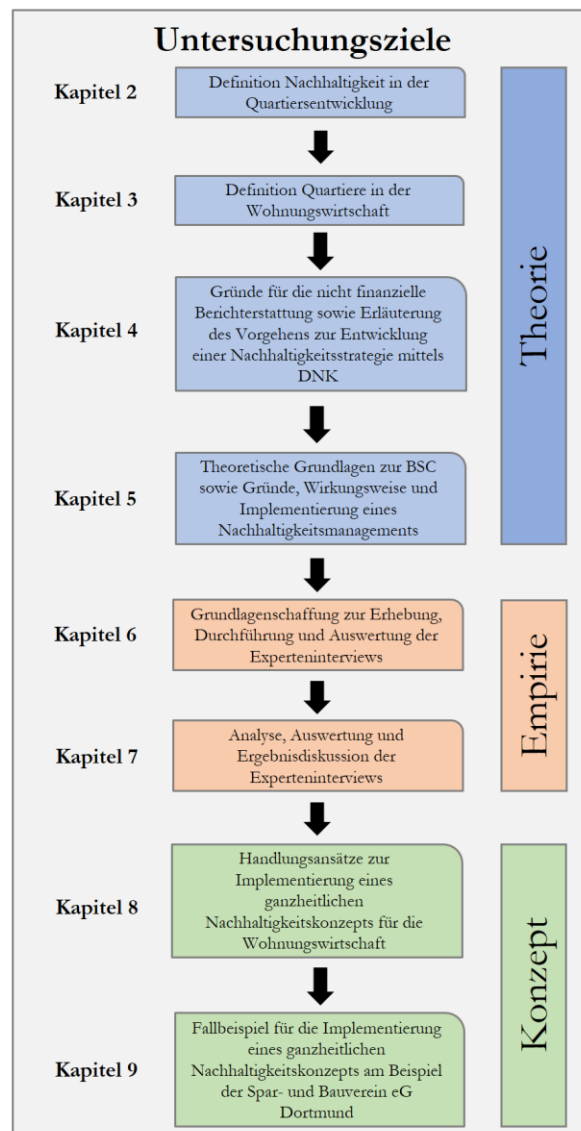 Untersuchungsziele
Kapitel 2
Definition Nachhaltigkeit in der
Quartiersentwicklung
Kapitel 3
Definition Quartiere in der
Wohnungswirtschaft
Kapitel 4
Gründe für die nicht finanzielle
Berichterstattung sowie Erläuterung
des Vorgehens zur Entwicklung
einer Nachhaltigkeitsstrategie mittels
DNK
Kapitel 5
Theoretische Grundlagen zur BSC
sowie Gründe, Wirkungsweise und
Implementierung eines
Nachhaltigkeitsmanagements
Theorie
Kapitel 6
Grundlagenschaffung zur Erhebung,
Durchführung und Auswertung der
Experteninterviews
Kapitel 7
Analyse, Auswertung und
Ergebnisdiskussion der
Experteninterviews
Empirie
Kapitel 8
Handlungsansätze zur
Implementierung eines
ganzheitlichen
Nachhaltigkeitskonzepts für die
Wohnungswirtschaft
Kapitel 9
Fallbeispiel für die Implementierung
eines ganzheitlichen
Nachhaltigkeitskonzepts am Beispiel
der Spar- und Bauverein eG
Dortmund
Konzept